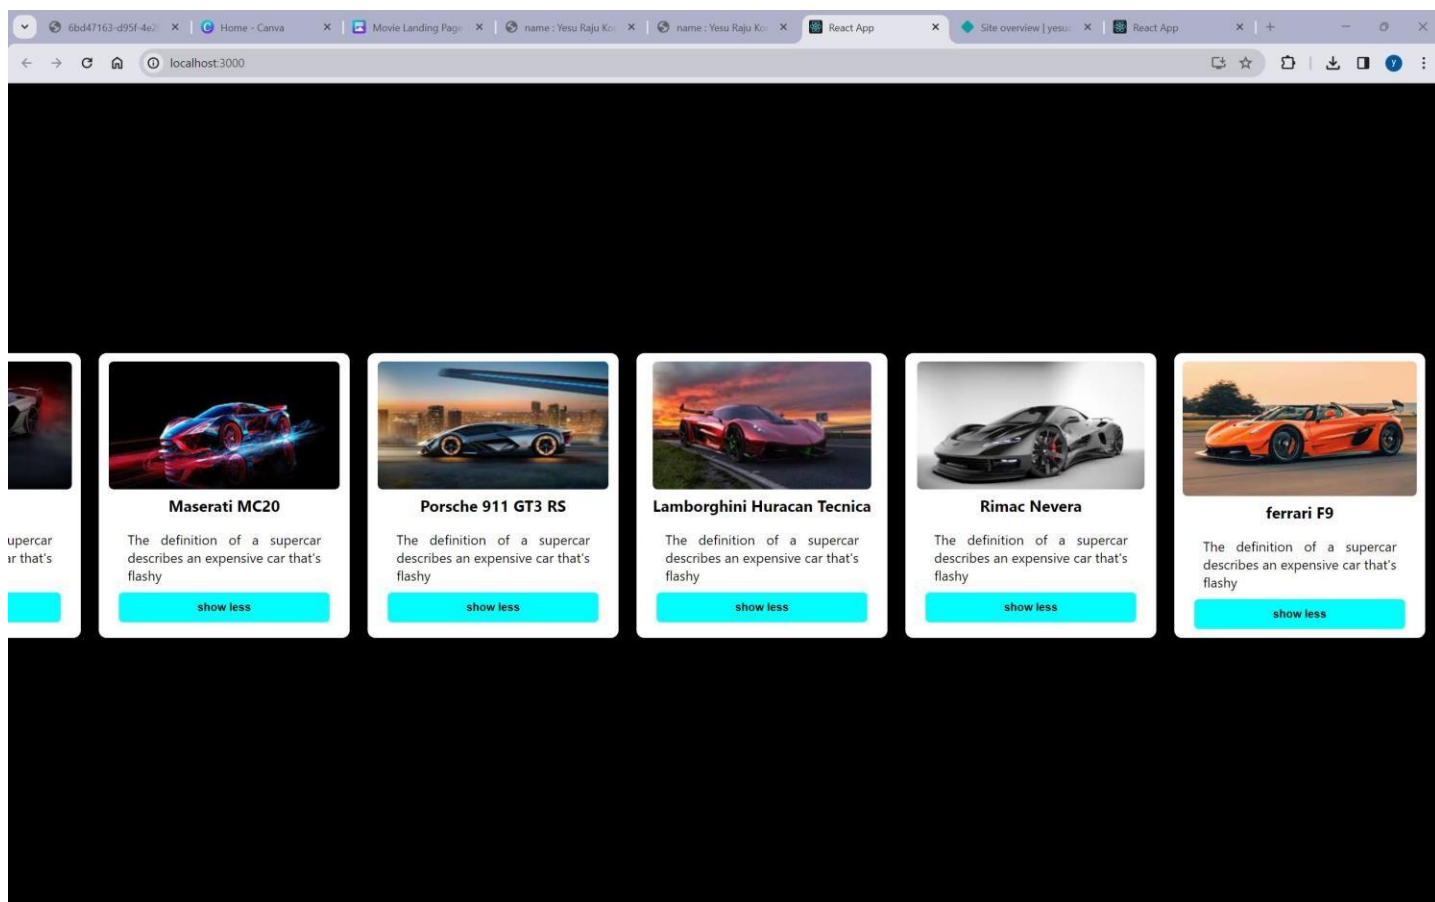 6bd47163-d95f-4e2
Home - Canva
Movie Landing Page
name : Yesu Raju Ko
name : Yesu Raju Ko
React App
Site overview | yesu
React App
localhost:3000
y
Maserati MC20
Porsche 911 GT3 RS
Lamborghini Huracan Tecnica
Rimac Nevera
ferrari F9
upercar
r that's
The definition of a supercar
describes an expensive car that's
flashy
show less
The definition of a supercar
describes an expensive car that's
flashy
show less
The definition of a supercar
describes an expensive car that's
flashy
show less
The definition of a supercar
describes an expensive car that's
flashy
show less
The definition of a supercar
describes an expensive car that's
flashy
show less